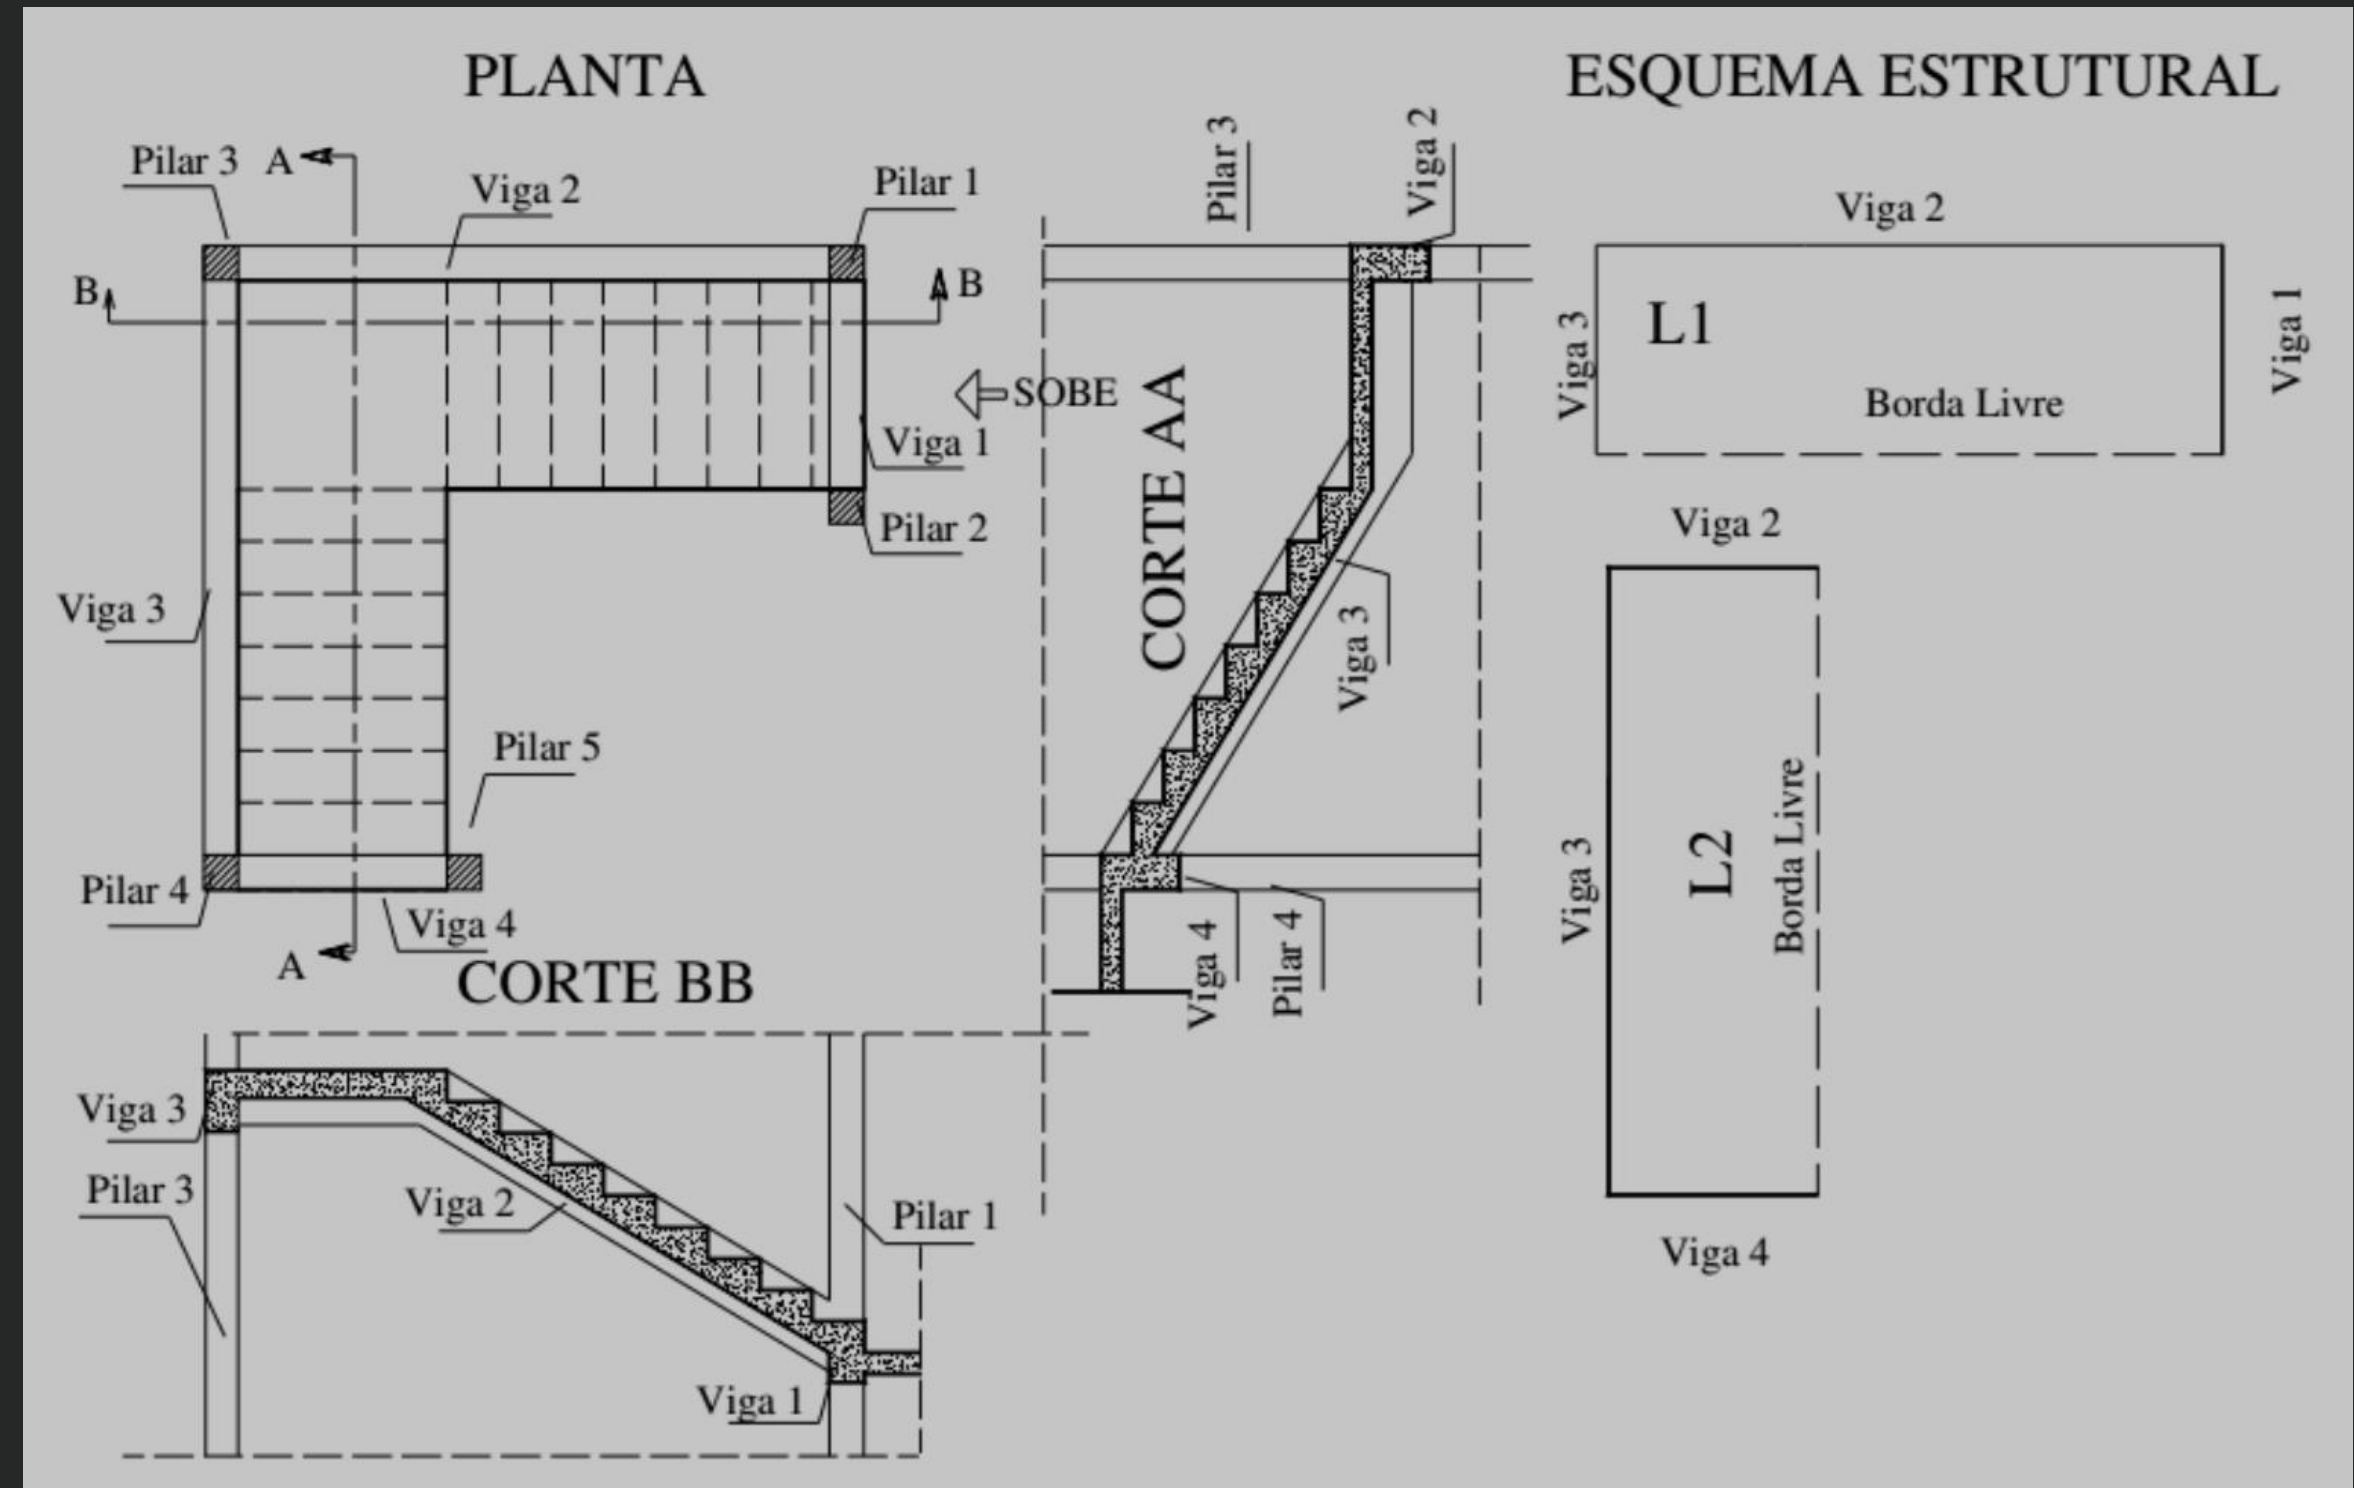 PLANTA
ESQUEMA ESTRUTURAL
Pilar 3
A
Viga 2
Pilar 1
B
B
SOBE
Viga 1
Pilar 2
Viga 3
Pilar 5
Pilar 4
Viga 4
A
CORTE AA
Pilar 3
Viga 2
Viga 3
Viga 4
Pilar 4
Viga 2
Viga 3
L1
Viga 1
Borda Livre
Viga 2
Viga 3
L2
Borda Livre
Viga 4
CORTE BB
Viga 3
Pilar 3
Viga 2
Pilar 1
Viga 1